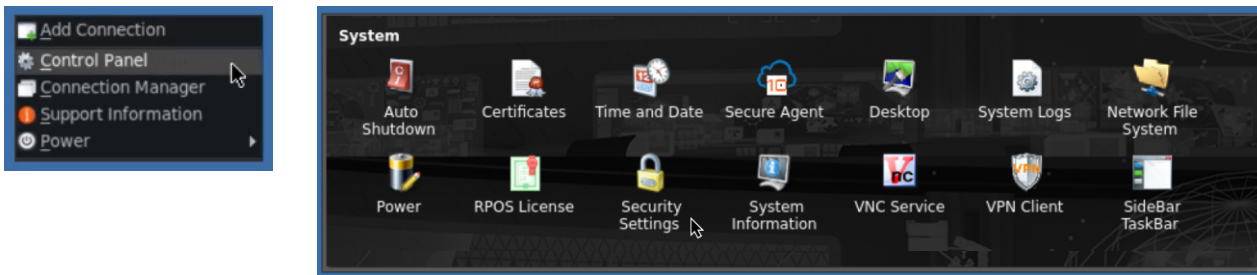 Add Connection
Control Panel
Connection Manager
Support Information
Power
System
Auto
Shutdown
Certificates
Time and Date
Secure Agent
Desktop
System Logs
Network File
System
Power
RPOS License
Security
Settings
System
Information
VNC Service
VPN Client
SideBar
TaskBar